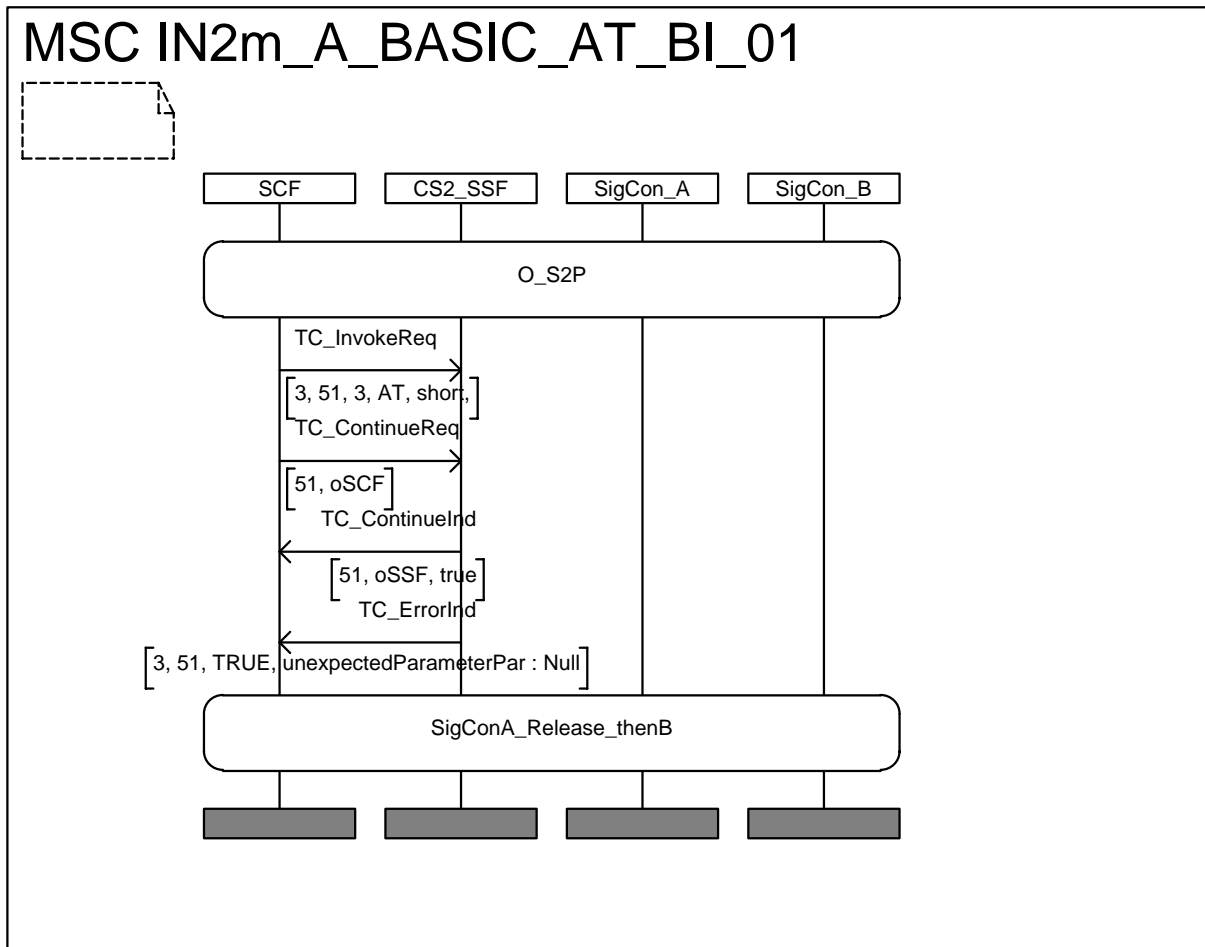 MSC IN2m_A_BASIC_AT_BI_01
SCF CS2_SSF SigCon_A SigCon_B
O_S2P
TC_InvokeReq
3, 51, 3, AT, short,
TC_ContinueReq
51, oSCF
TC_ContinueInd
51, oSSF, true
TC_ErrorInd
3, 51, TRUE, unexpectedParameterPar : Null
SigConA_Release_thenB